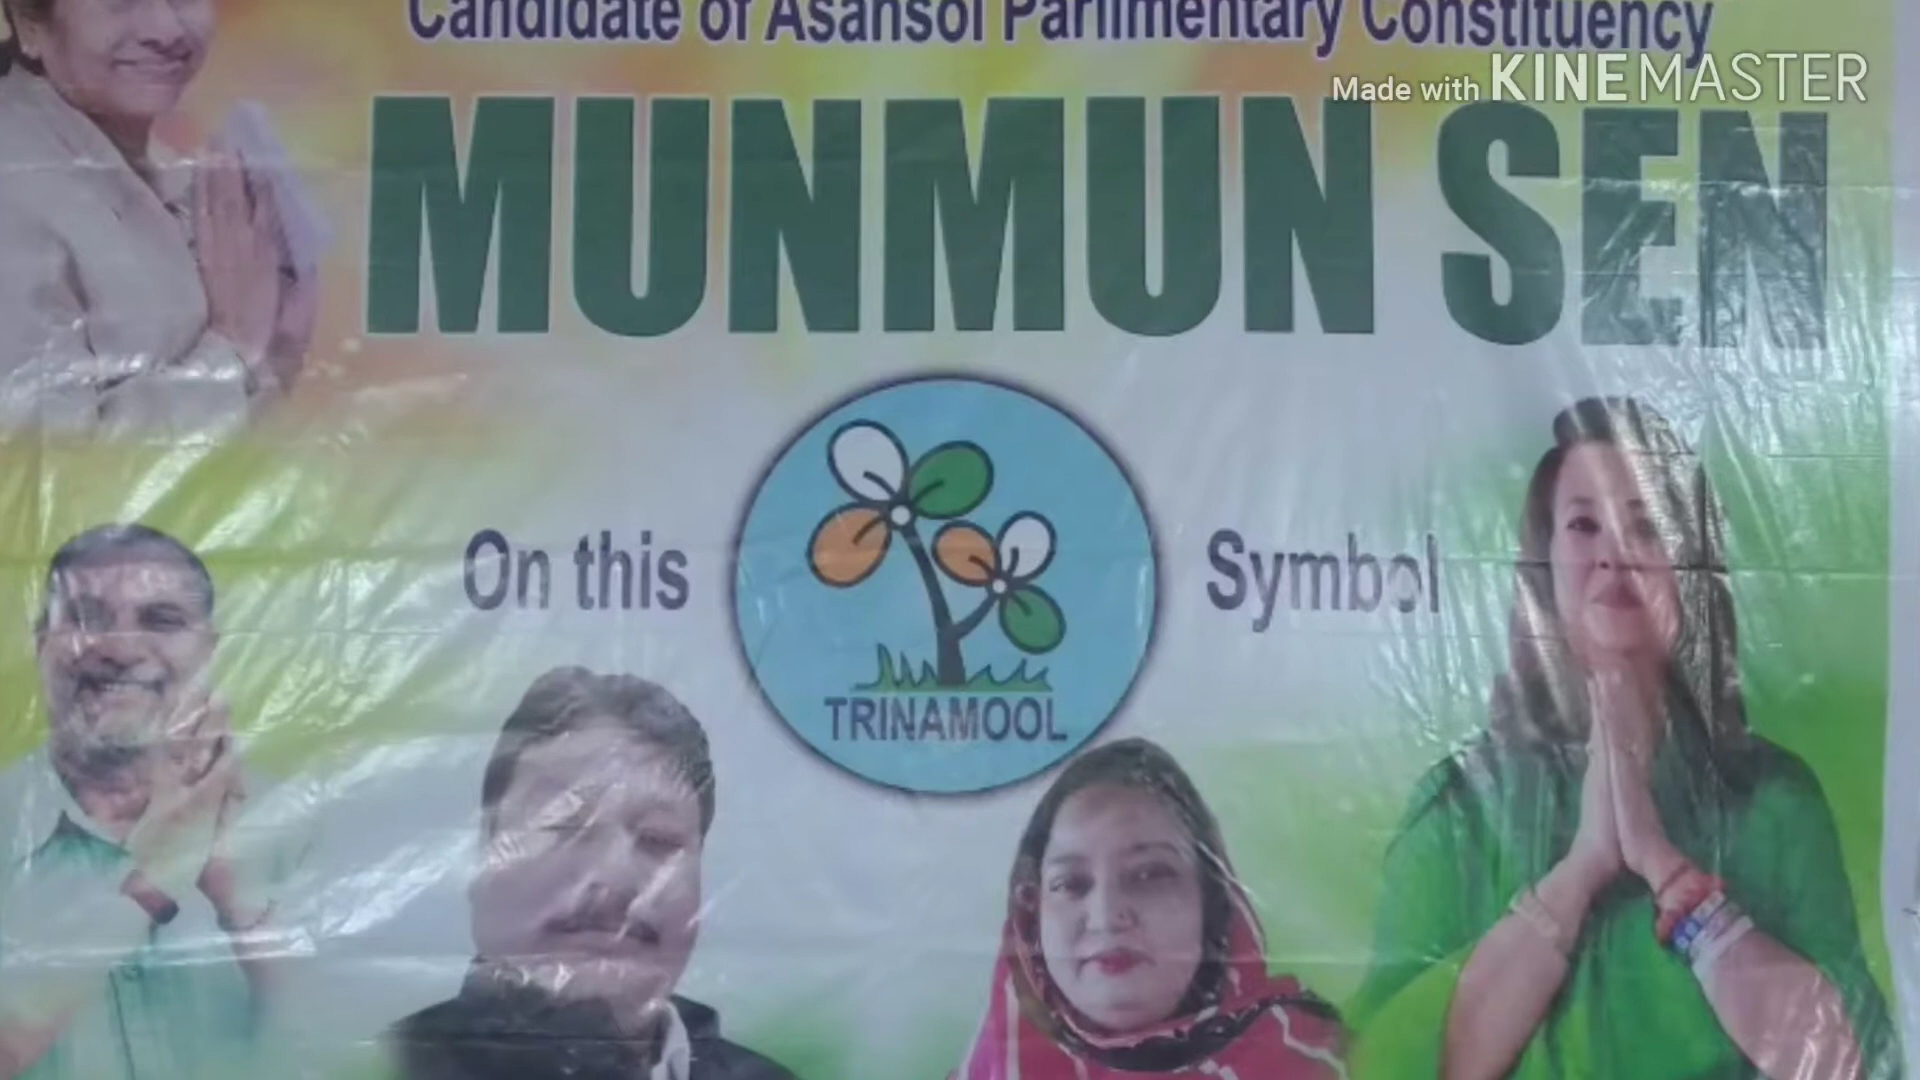 Candidate of Asansol Parlimentary Constituency
Made with KINEMASTER
MUNMUN SEN
On this Symbol
TRINAMOOL